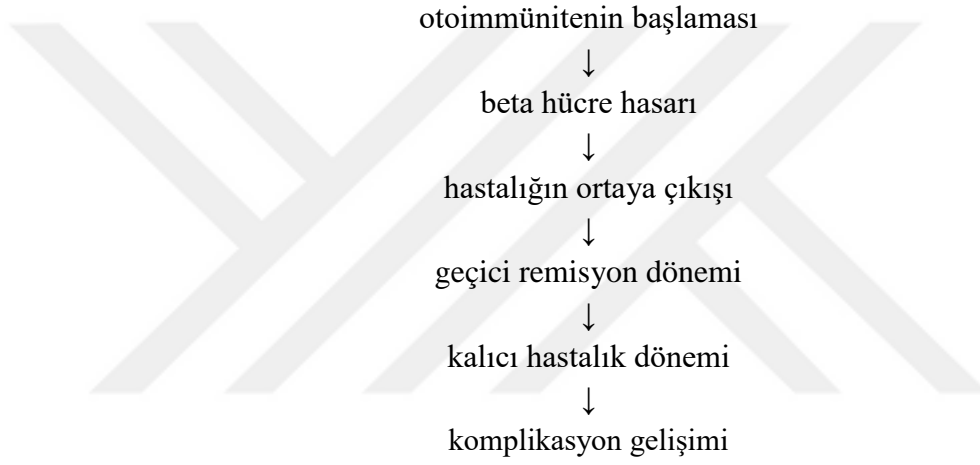 otoimmünitenin başlaması
↓
beta hücre hasarı
↓
hastalığın ortaya çıkışı
↓
geçici remisyon dönemi
↓
kalıcı hastalık dönemi
↓
komplikasyon gelişimi